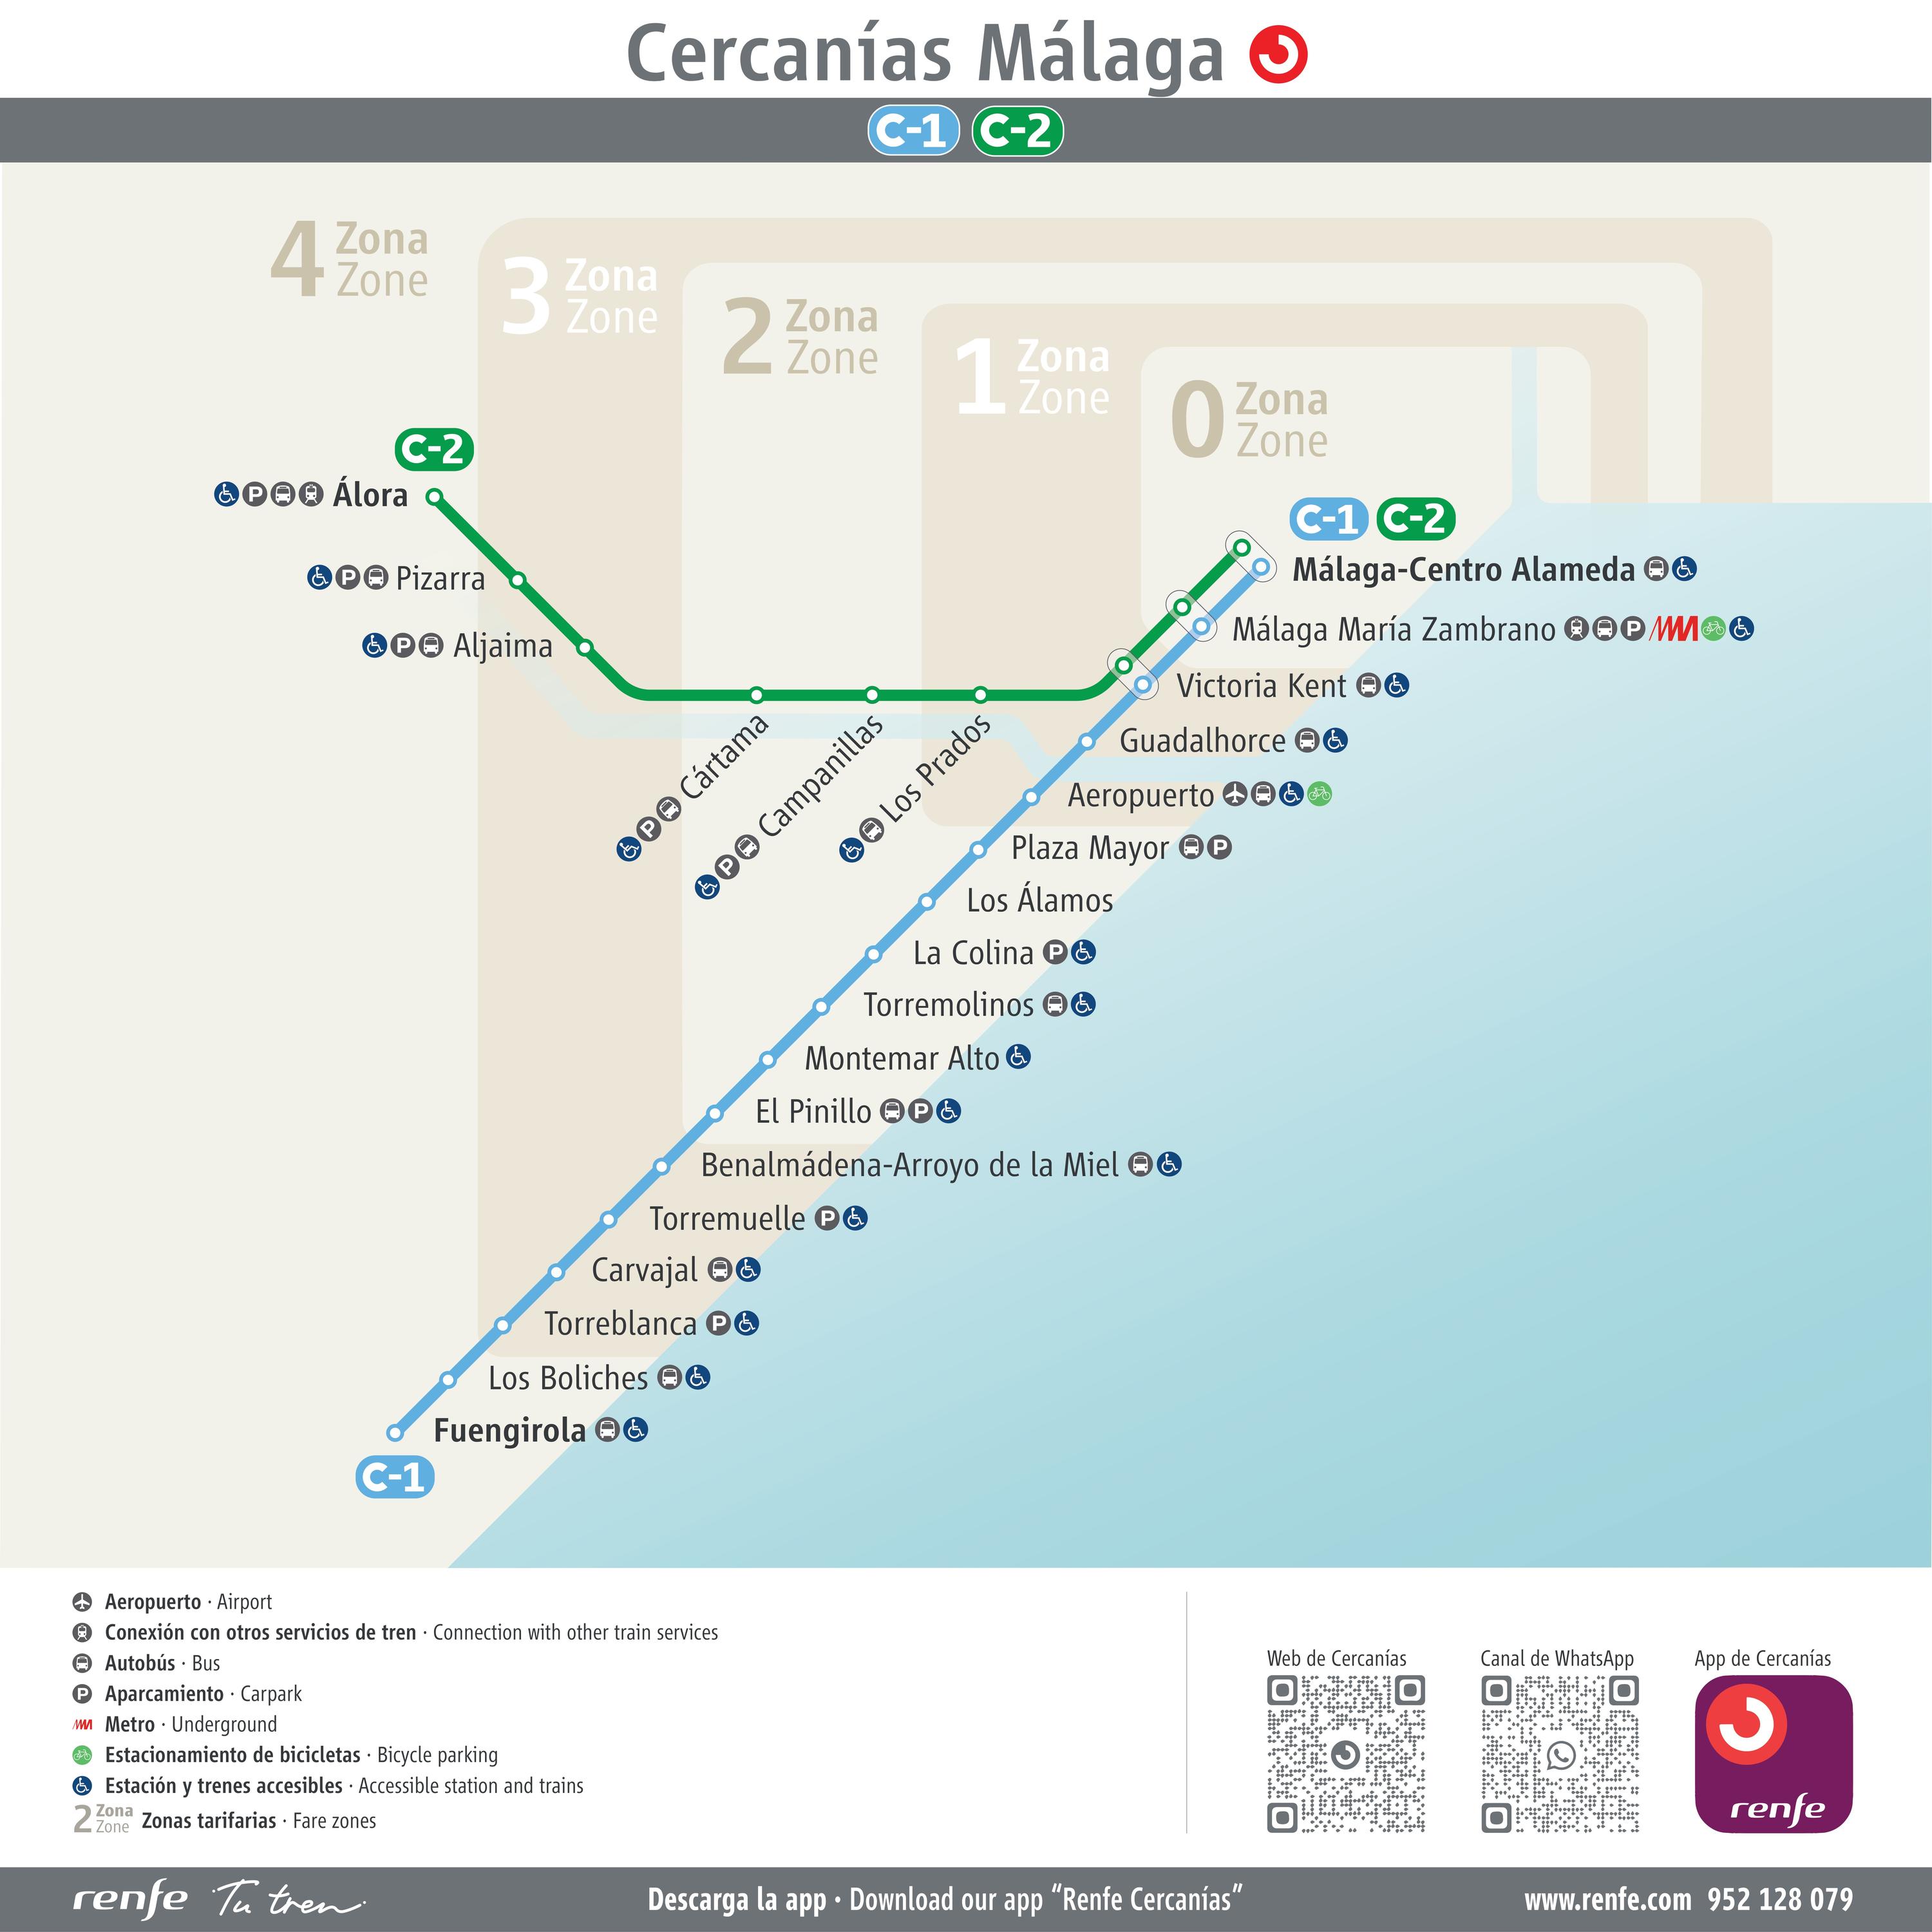 Cercanías Málaga
C-1 C-2
4 Zona
Zone
3 Zona
Zone
2 Zona
Zone
1 Zona
Zone
0 Zona
Zone
C-2
Álora
Pizarra
Aljaima
Cártama
Campanillas
Los Prados
C-1 C-2
Málaga-Centro Alameda
Málaga María Zambrano
Victoria Kent
Guadalhorce
Aeropuerto
Plaza Mayor
Los Álamos
La Colina
Torremolinos
Montemar Alto
El Pinillo
Benalmádena-Arroyo de la Miel
Torremuelle
Carvajal
Torreblanca
Los Boliches
Fuengirola
C-1
Aeropuerto · Airport
Conexión con otros servicios de tren · Connection with other train services
Autobús · Bus
P Aparcamiento · Carpark
Metro · Underground
Estacionamiento de bicicletas · Bicycle parking
Estación y trenes accesibles · Accessible station and trains
2 Zona
Zone
Zonas tarifarias · Fare zones
Web de Cercanías
Canal de WhatsApp
App de Cercanías
renfe
renfe Tu tren
Descarga la app · Download our app “Renfe Cercanías”
www.renfe.com 952 128 079